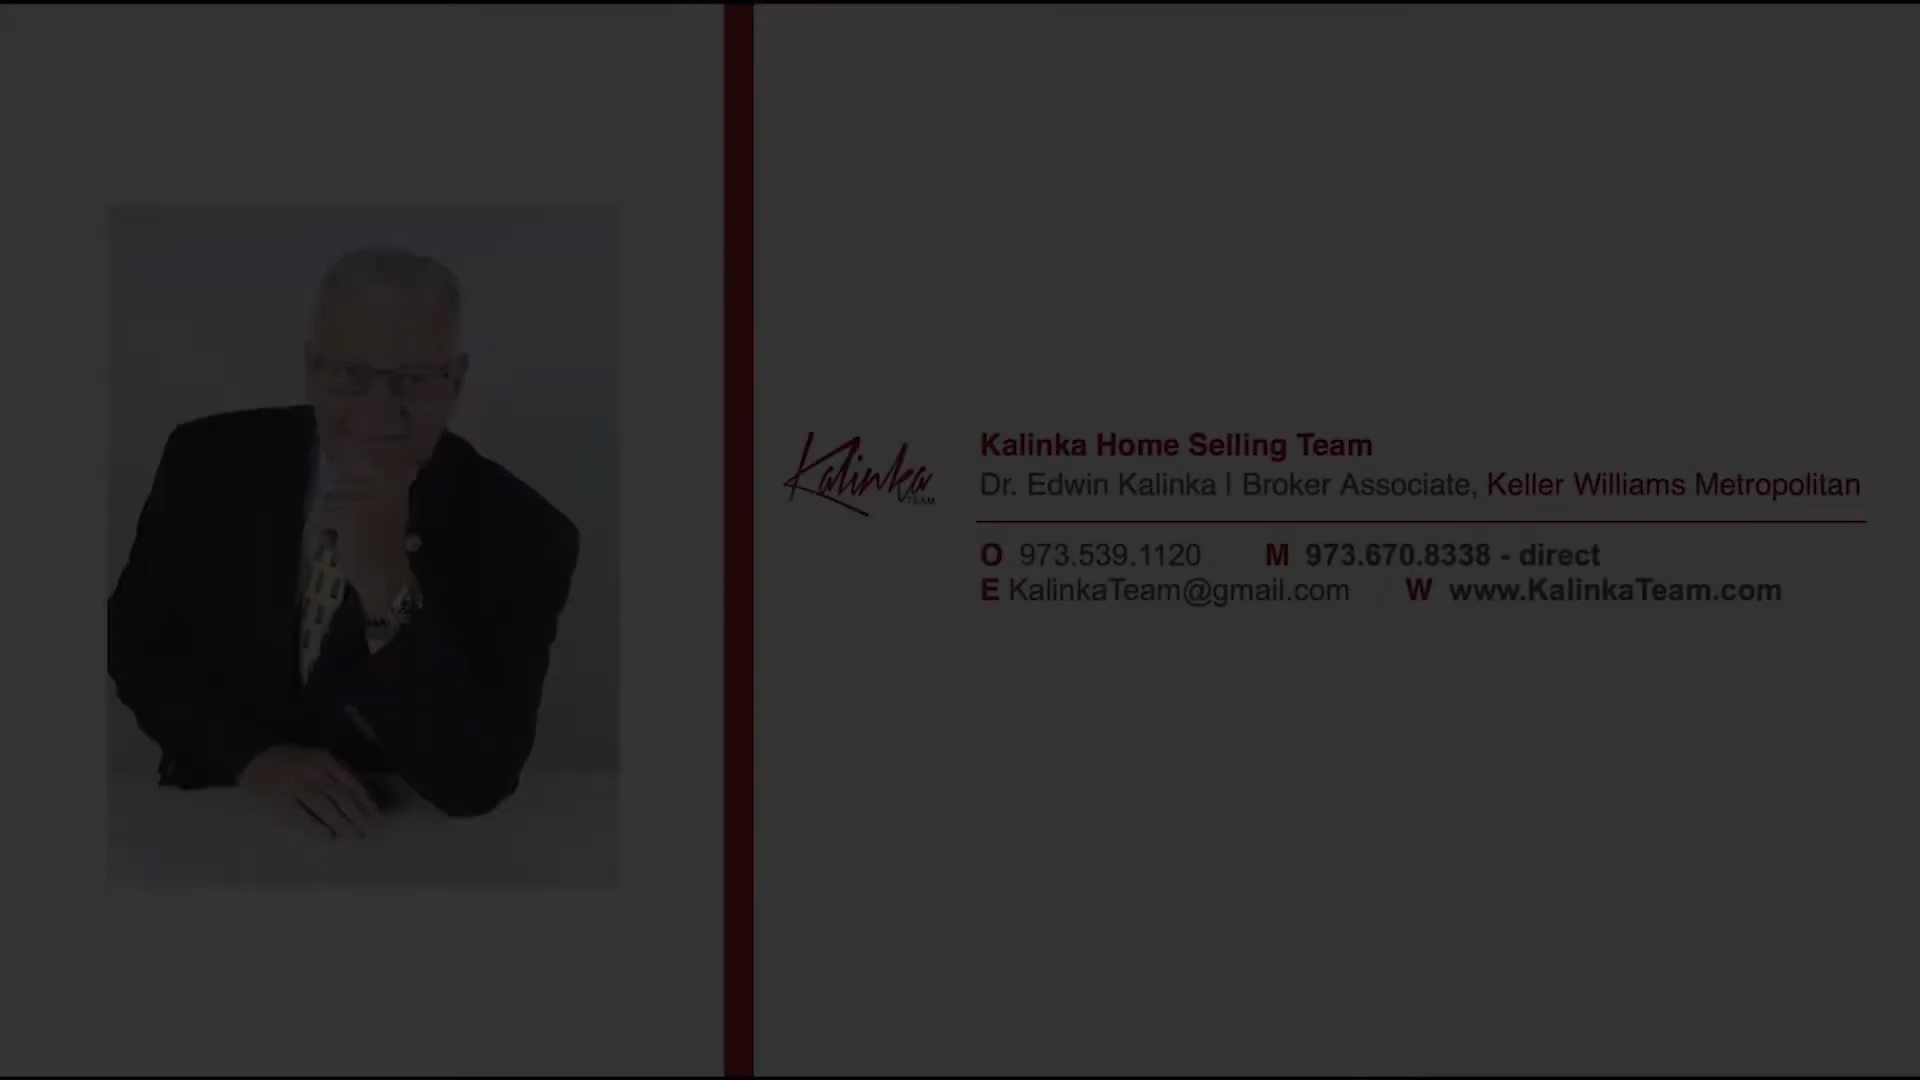 Kalinka
TEAM
Kalinka Home Selling Team
Dr. Edwin Kalinka | Broker Associate, Keller Williams Metropolitan
O 973.539.1120 M 973.670.8338 - direct
E KalinkaTeam@gmail.com W www.KalinkaTeam.com